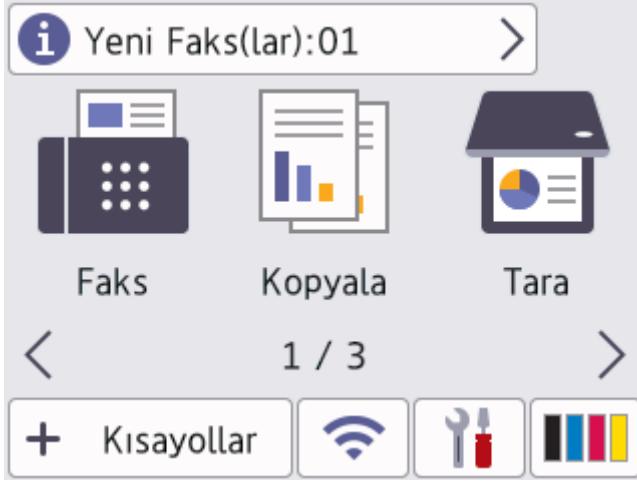 i Yeni Faks(lar):01
Faks Kopyala Tara
1 / 3
+ Kısayollar